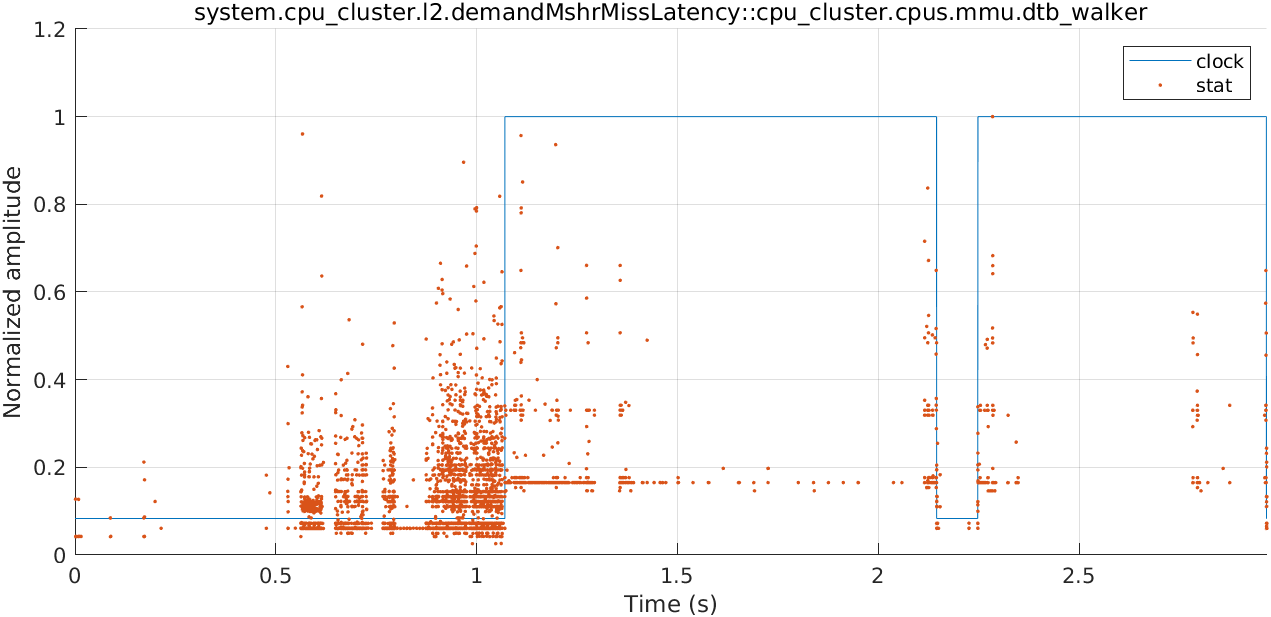 system.cpu_cluster.l2.demandMshrMissLatency::cpu_cluster.cpus.mmu.dtb_walker
1.2
1
0.8
0.6
0.4
0.2
0
Normalized amplitude
clock
stat
0
0.5
1
1.5
2
2.5
Time (s)